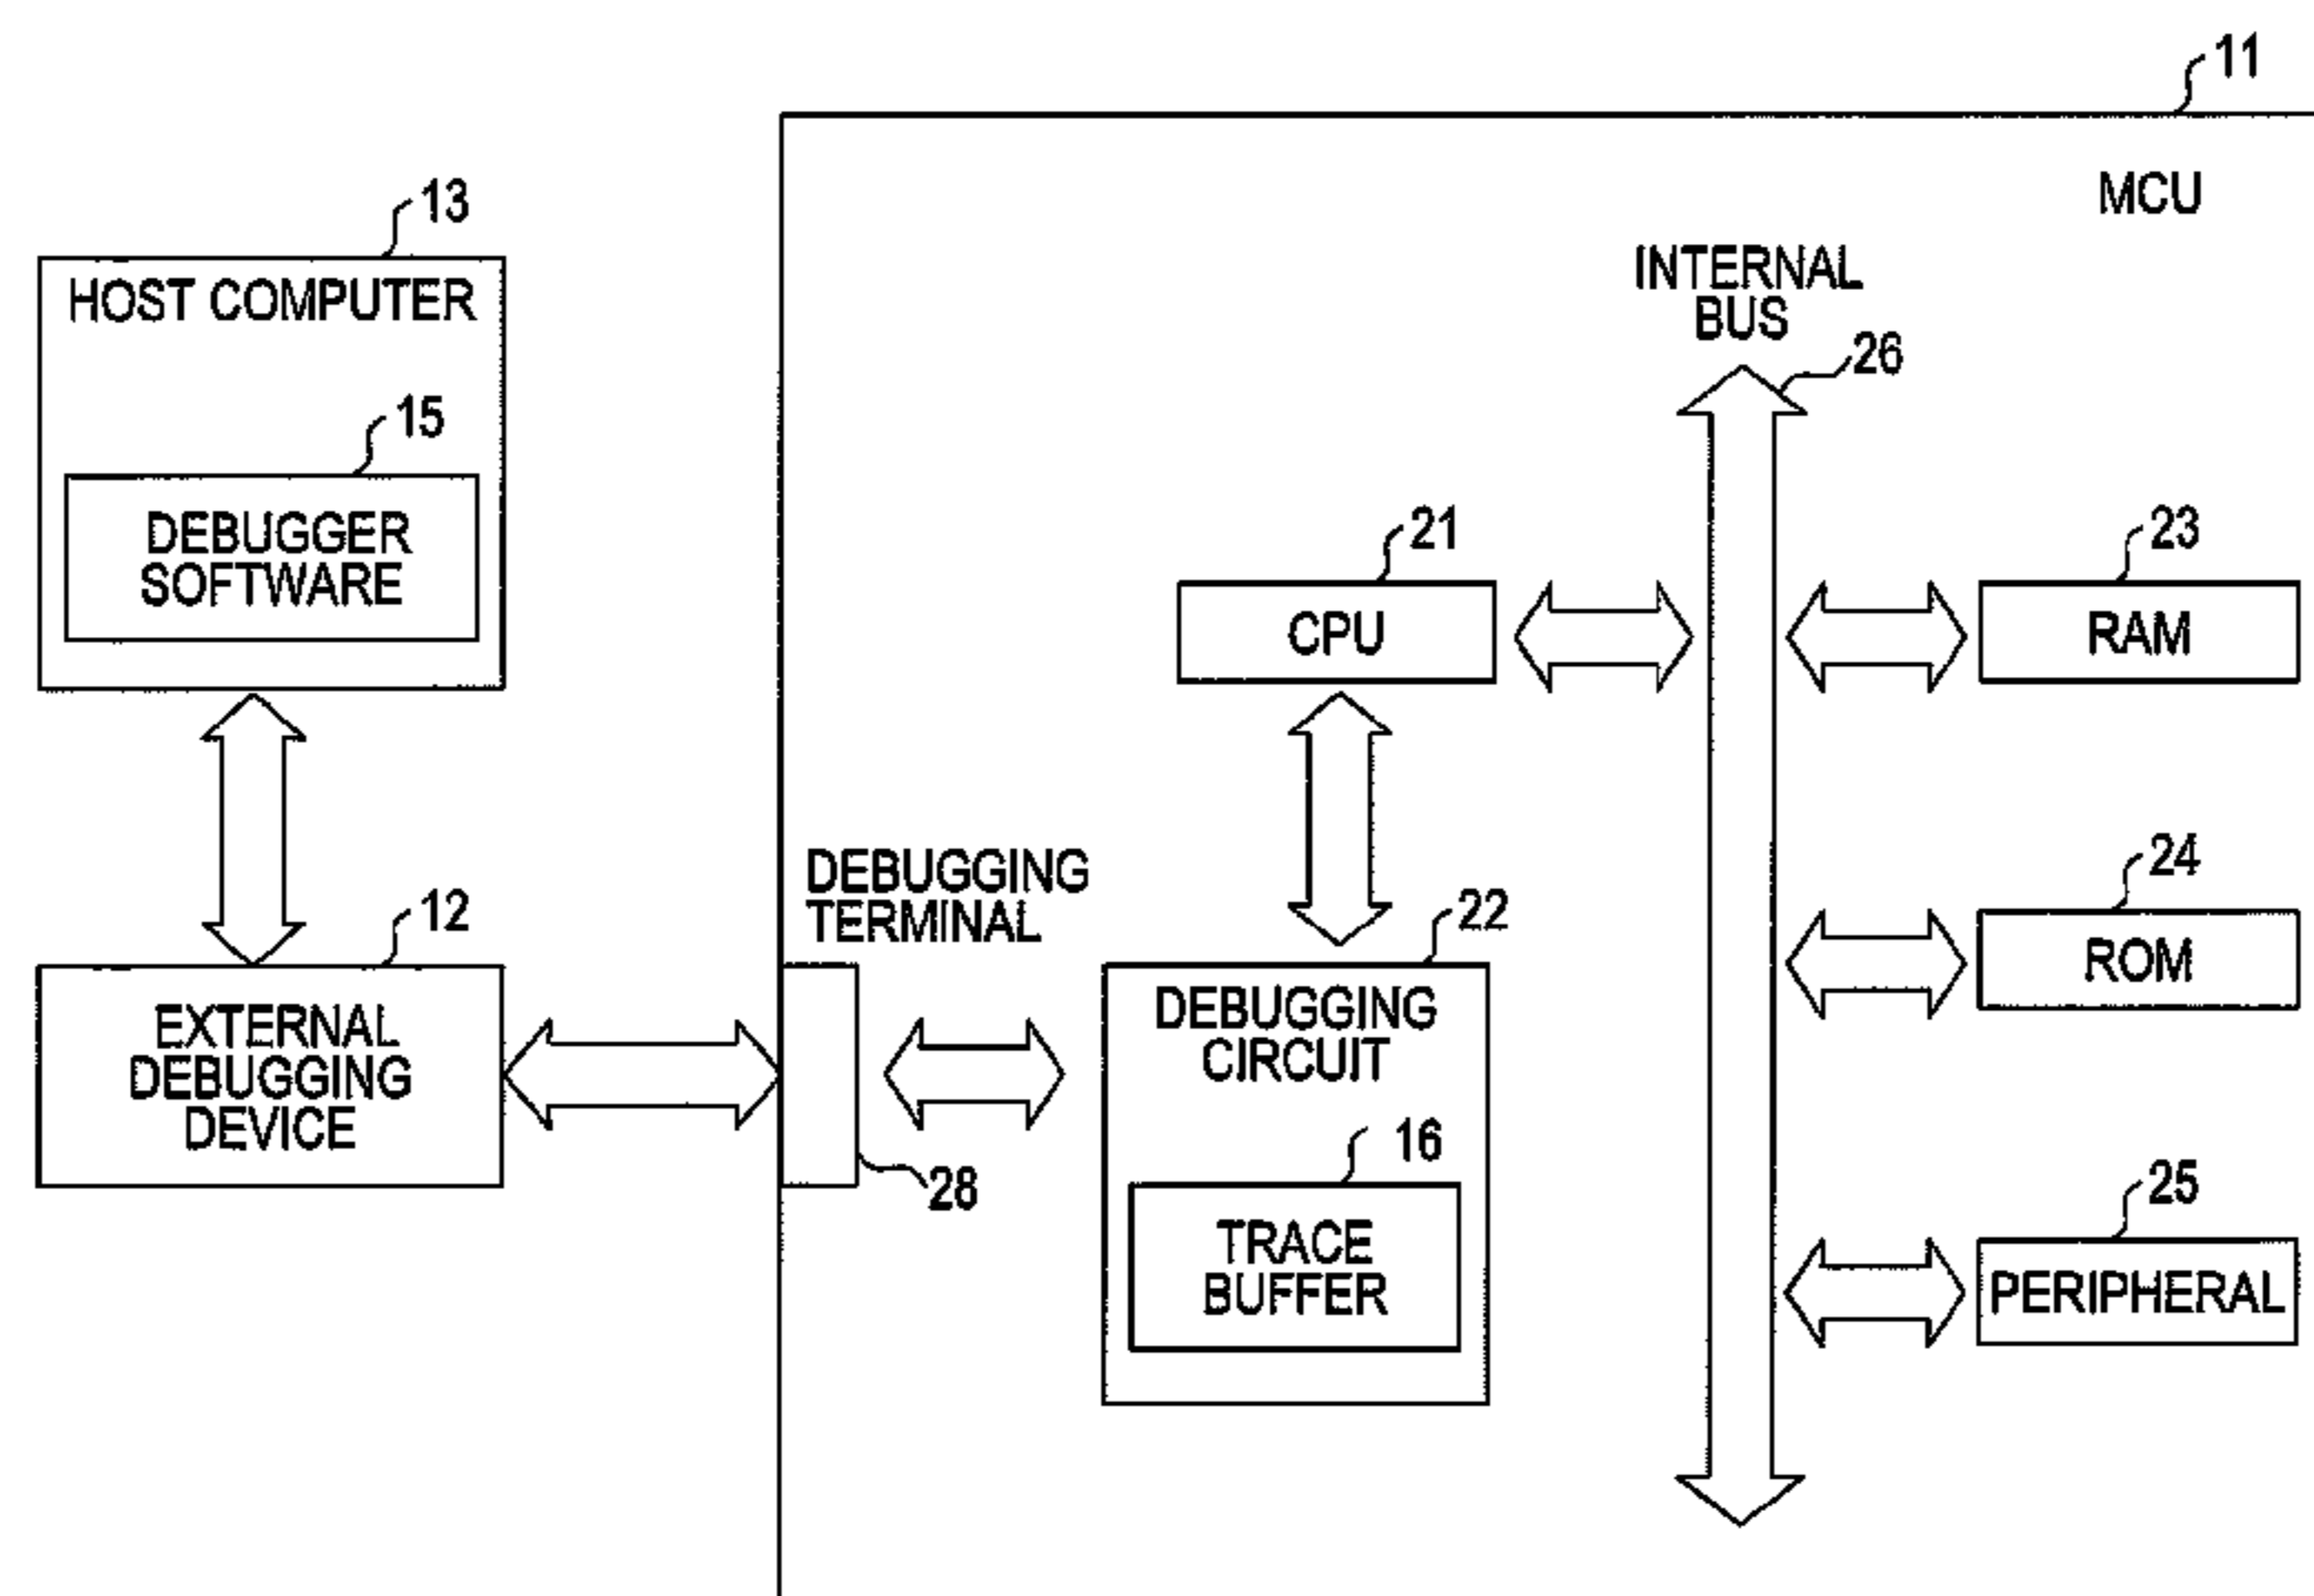 11
MCU
13
HOST COMPUTER
15
DEBUGGER
SOFTWARE
INTERNAL
BUS
26
21
CPU
23
RAM
DEBUGGING
TERMINAL
12
EXTERNAL
DEBUGGING
DEVICE
28
22
DEBUGGING
CIRCUIT
16
TRACE
BUFFER
24
ROM
25
PERIPHERAL